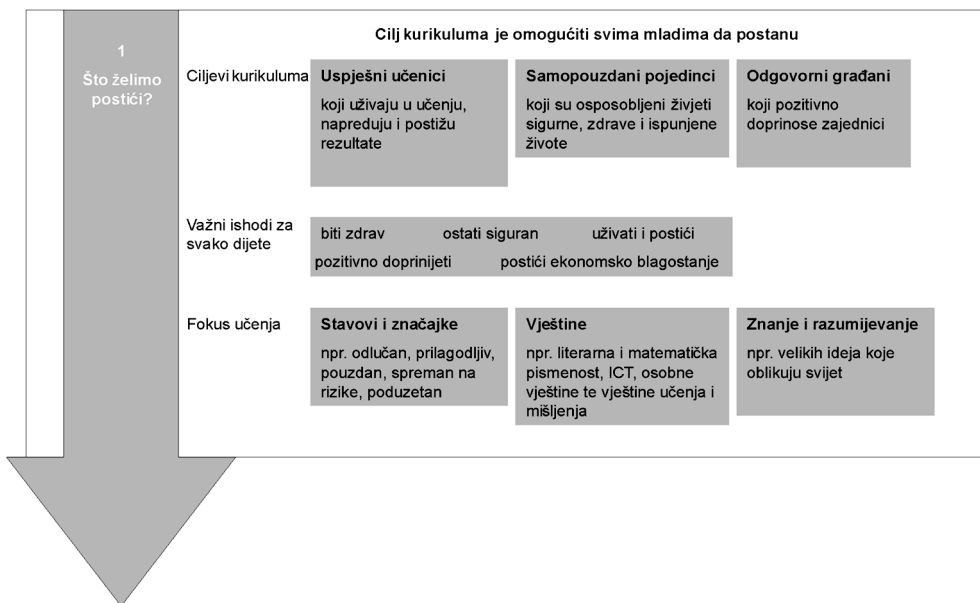 Cilj kurikuluma je omogućiti svima mladima da postanu
1
Što želimo
postići?
Ciljevi kurikuluma
Uspješni učenici
koji uživaju u učenju,
napreduju i postižu
rezultate
Samopouzdani pojedinci
koji su osposobljeni živjeti
sigurne, zdrave i ispunjene
živote
Odgovorni građani
koji pozitivno
doprinose zajednici
Važni ishodi za
svako dijete
biti zdrav ostati siguran uživati i postići
pozitivno doprinijeti postići ekonomsko blagostanje
Fokus učenja
Stavovi i značajke
npr. odlučan, prilagodljiv,
pouzdan, spreman na
rizike, poduzetan
Vještine
npr. literarna i matematička
pismenost, ICT, osobne
vještine te vještine učenja i
mišljenja
Znanje i razumijevanje
npr. velikih ideja koje
oblikuju svijet